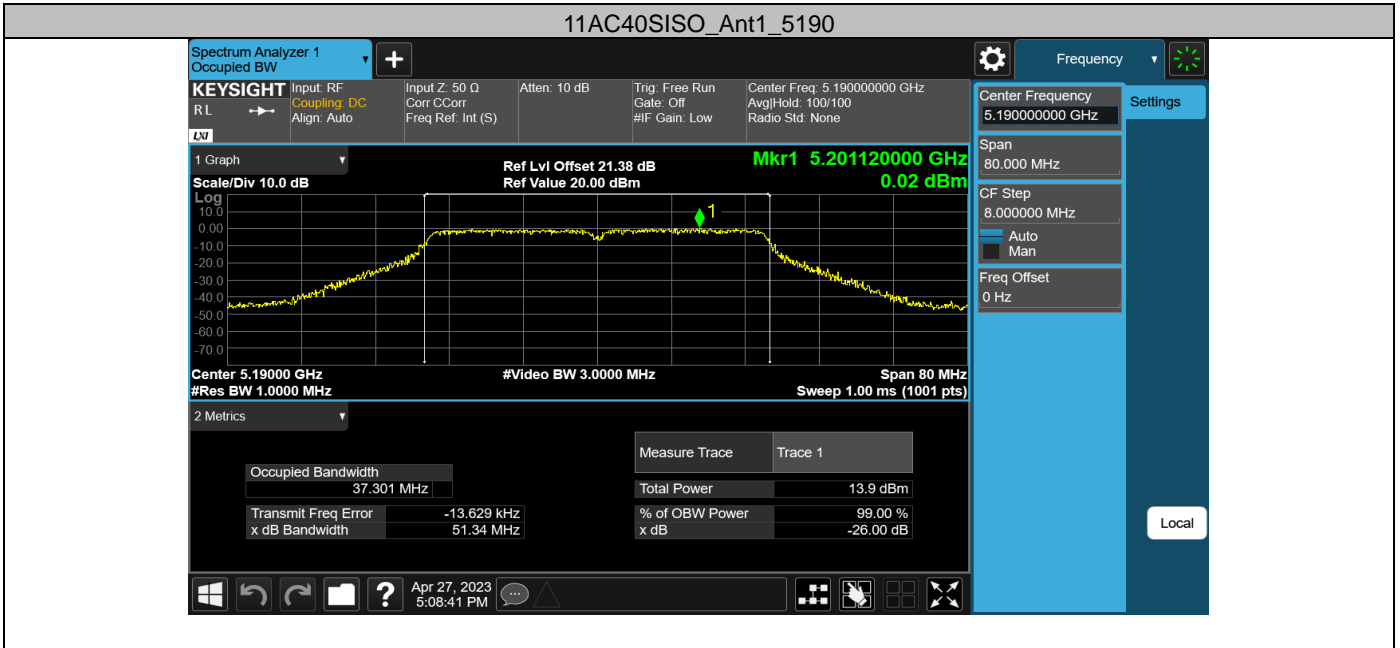 11AC40SISO_Ant1_5190
Spectrum Analyzer 1
Occupied BW
Frequency
KEYSIGHT
R L
LXI
Input: RF
Coupling: DC
Align: Auto
Input Z: 50 Ω
Corr CCorr
Freq Ref: Int (S)
Atten: 10 dB
Trig: Free Run
Gate: Off
#IF Gain: Low
Center Freq: 5.190000000 GHz
Avg|Hold: 100/100
Radio Std: None
Center Frequency
5.190000000 GHz
Settings
Span
80.000 MHz
CF Step
8.000000 MHz
Auto
Man
Freq Offset
0 Hz
1 Graph
Scale/Div 10.0 dB
Ref Lvl Offset 21.38 dB
Ref Value 20.00 dBm
Mkr1 5.201120000 GHz
0.02 dBm
Log
10.0
0.00
-10.0
-20.0
-30.0
-40.0
-50.0
-60.0
-70.0
1
Center 5.19000 GHz
#Video BW 3.0000 MHz
Span 80 MHz
#Res BW 1.0000 MHz
Sweep 1.00 ms (1001 pts)
2 Metrics
Measure Trace
Trace 1
Occupied Bandwidth
37.301 MHz
Total Power
13.9 dBm
Transmit Freq Error
-13.629 kHz
% of OBW Power
99.00 %
x dB Bandwidth
51.34 MHz
x dB
-26.00 dB
Local
?
Apr 27, 2023
5:08:41 PM